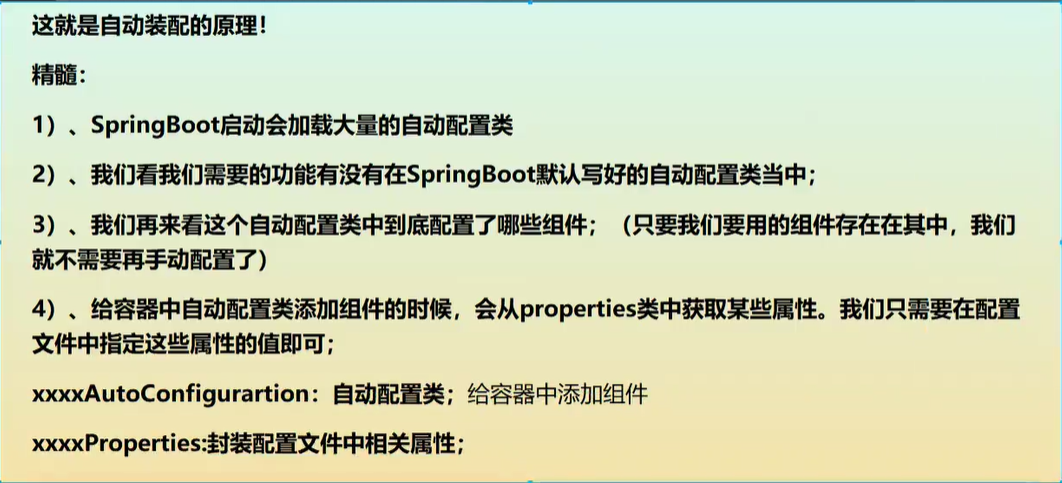 这就是自动装配的原理！
精髓：
1）、SpringBoot启动会加载大量的自动配置类
2）、我们看我们需要的功能有没有在SpringBoot默认写好的自动配置类当中；
3）、我们再来看这个自动配置类中到底配置了哪些组件；（只要我们要用的组件存在在其中，我们
就不需要再手动配置了）
4）、给容器中自动配置类添加组件的时候，会从properties类中获取某些属性。我们只需要在配置
文件中指定这些属性的值即可；
xxxxAutoConfigurartion：自动配置类；给容器中添加组件
xxxxProperties:封装配置文件中相关属性；